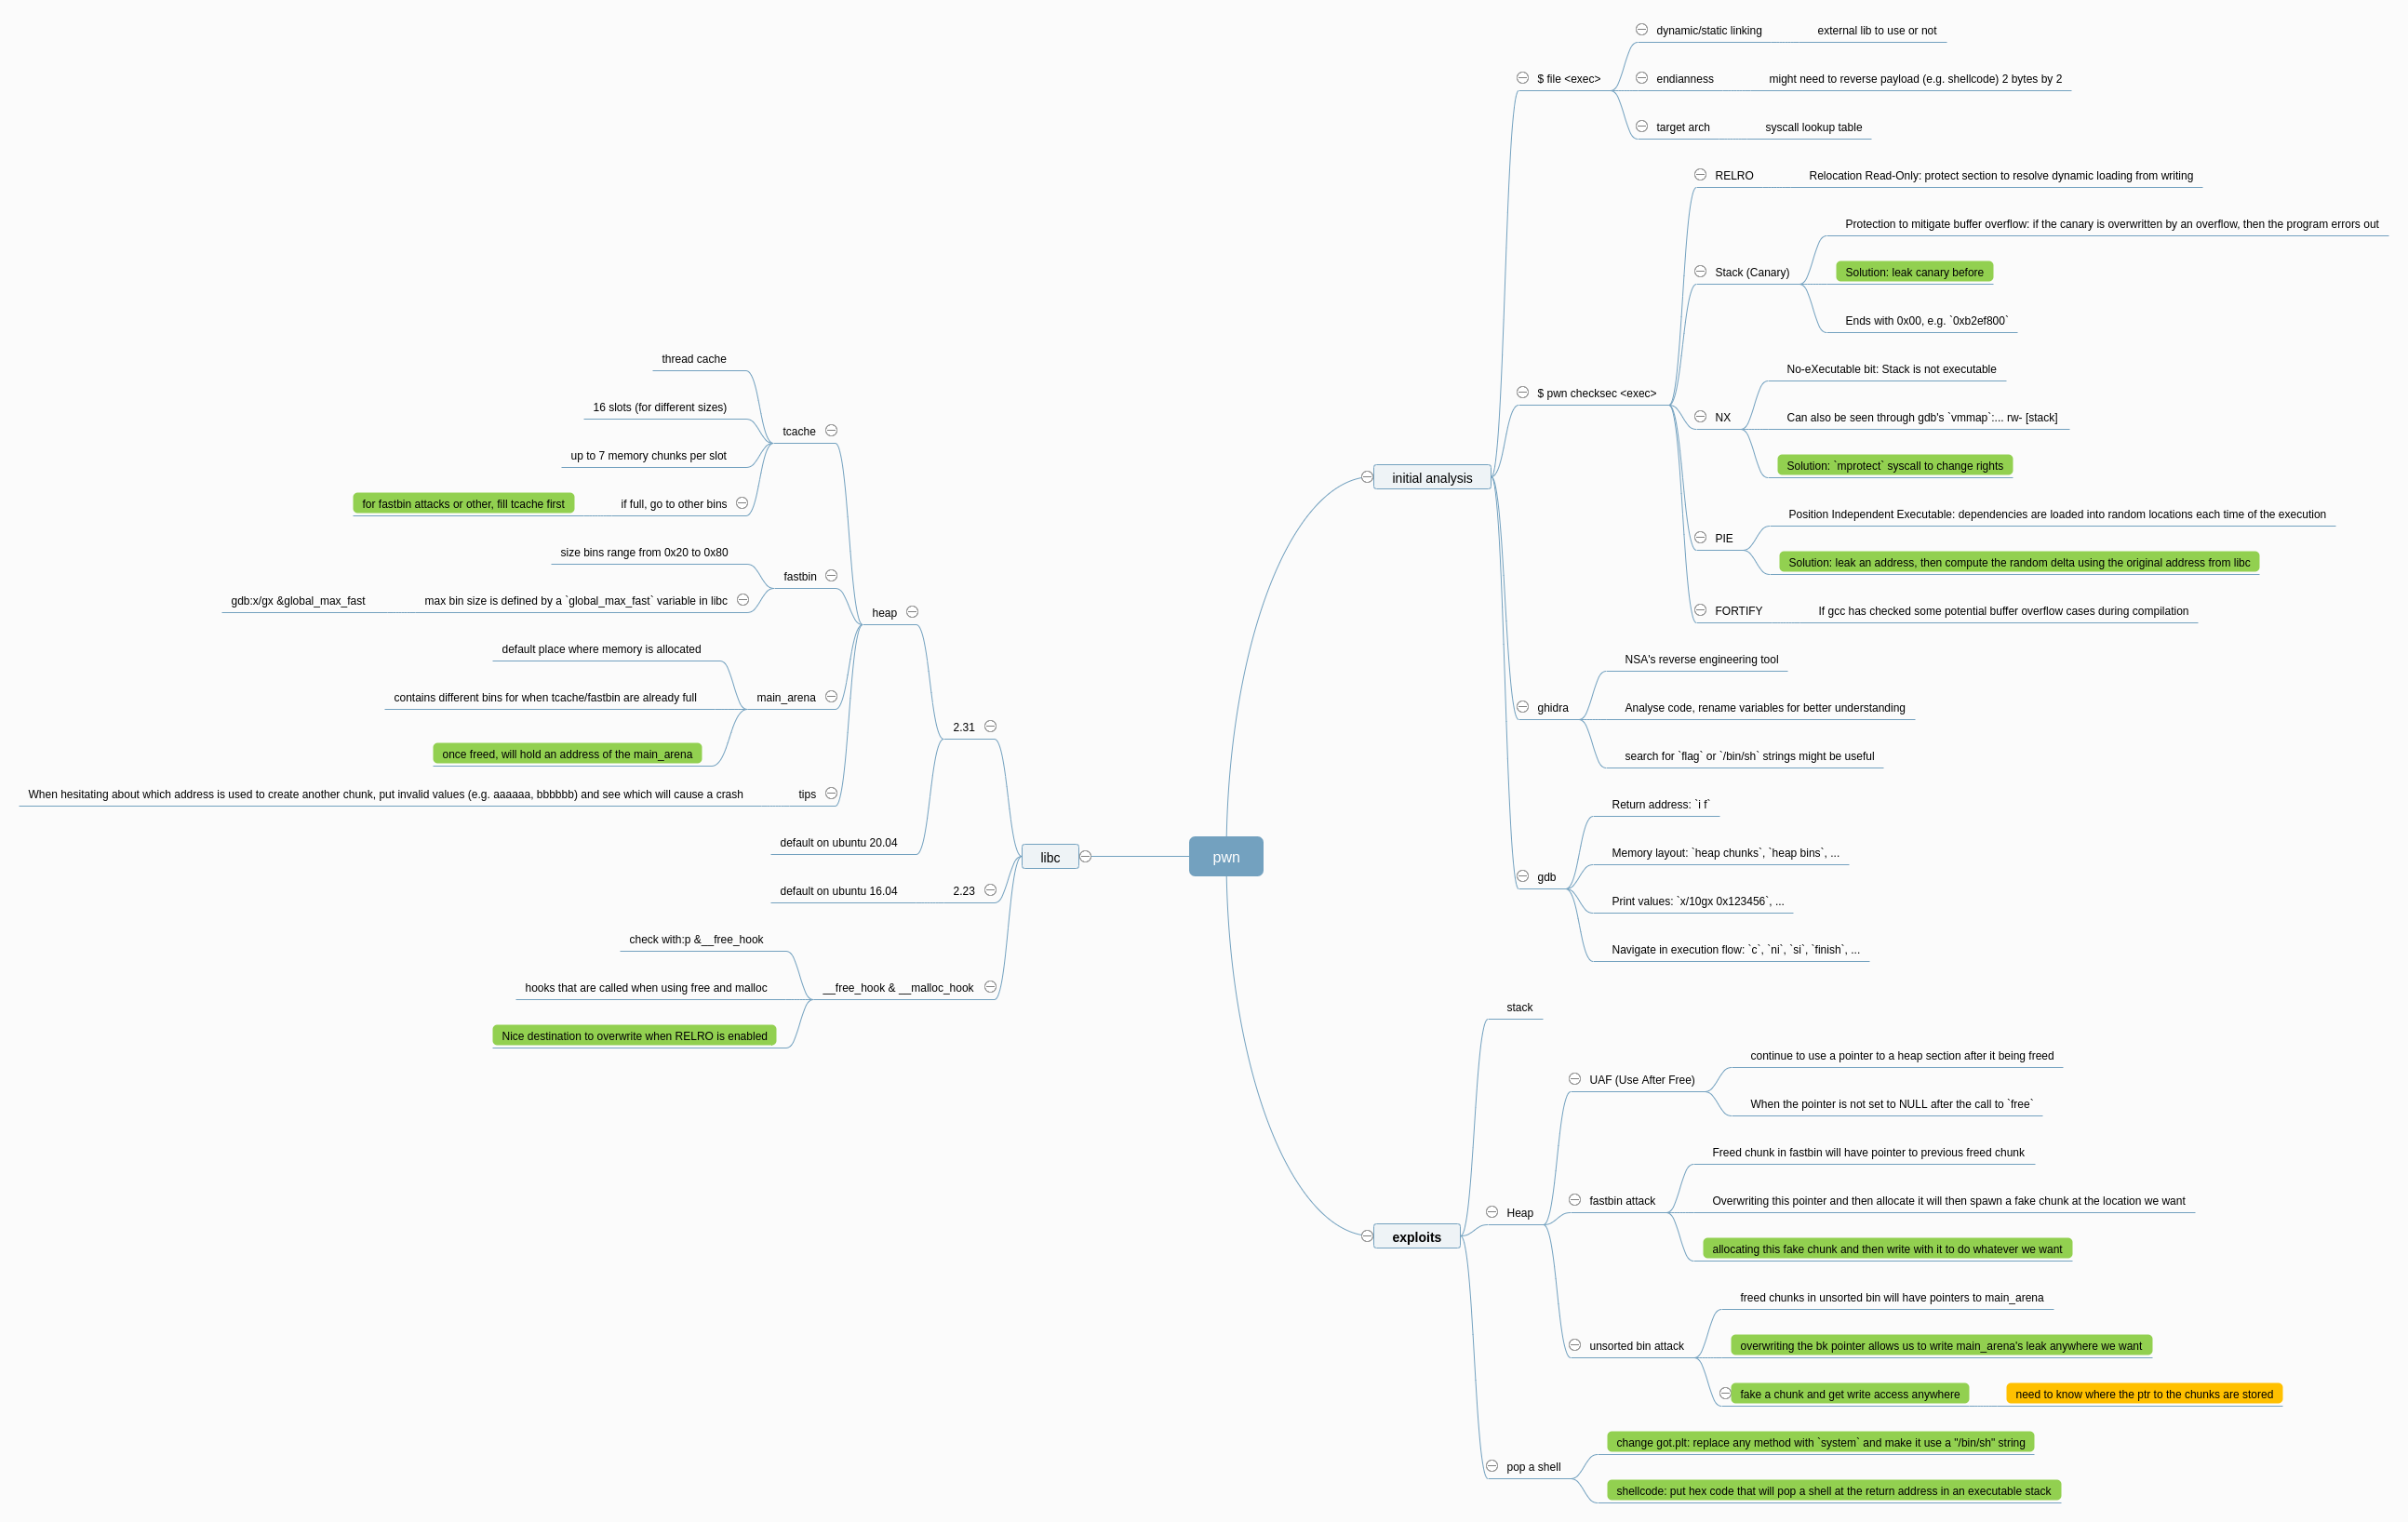 pwn
initial analysis
$ file <exec>
dynamic/static linking
external lib to use or not
endianness
might need to reverse payload (e.g. shellcode) 2 bytes by 2
target arch
syscall lookup table
$ pwn checksec <exec>
RELRO
Relocation Read-Only: protect section to resolve dynamic loading from writing
Stack (Canary)
Protection to mitigate buffer overflow: if the canary is overwritten by an overflow, then the program errors out
Solution: leak canary before
Ends with 0x00, e.g. `0xb2ef800`
NX
No-eXecutable bit: Stack is not executable
Can also be seen through gdb's `vmmap`:... rw- [stack]
Solution: `mprotect` syscall to change rights
PIE
Position Independent Executable: dependencies are loaded into random locations each time of the execution
Solution: leak an address, then compute the random delta using the original address from libc
FORTIFY
If gcc has checked some potential buffer overflow cases during compilation
ghidra
NSA's reverse engineering tool
Analyse code, rename variables for better understanding
search for `flag` or `/bin/sh` strings might be useful
gdb
Return address: `i f`
Memory layout: `heap chunks`, `heap bins`, ...
Print values: `x/10gx 0x123456`, ...
Navigate in execution flow: `c`, `ni`, `si`, `finish`, ...
exploits
stack
Heap
UAF (Use After Free)
continue to use a pointer to a heap section after it being freed
When the pointer is not set to NULL after the call to `free`
fastbin attack
Freed chunk in fastbin will have pointer to previous freed chunk
Overwriting this pointer and then allocate it will then spawn a fake chunk at the location we want
allocating this fake chunk and then write with it to do whatever we want
unsorted bin attack
freed chunks in unsorted bin will have pointers to main_arena
overwriting the bk pointer allows us to write main_arena's leak anywhere we want
fake a chunk and get write access anywhere
need to know where the ptr to the chunks are stored
pop a shell
change got.plt: replace any method with `system` and make it use a "/bin/sh" string
shellcode: put hex code that will pop a shell at the return address in an executable stack
libc
2.31
heap
tcache
thread cache
16 slots (for different sizes)
up to 7 memory chunks per slot
if full, go to other bins
for fastbin attacks or other, fill tcache first
fastbin
size bins range from 0x20 to 0x80
max bin size is defined by a `global_max_fast` variable in libc
gdb:x/gx &global_max_fast
main_arena
default place where memory is allocated
contains different bins for when tcache/fastbin are already full
once freed, will hold an address of the main_arena
tips
When hesitating about which address is used to create another chunk, put invalid values (e.g. aaaaaa, bbbbbb) and see which will cause a crash
default on ubuntu 20.04
2.23
default on ubuntu 16.04
__free_hook & __malloc_hook
check with:p &__free_hook
hooks that are called when using free and malloc
Nice destination to overwrite when RELRO is enabled